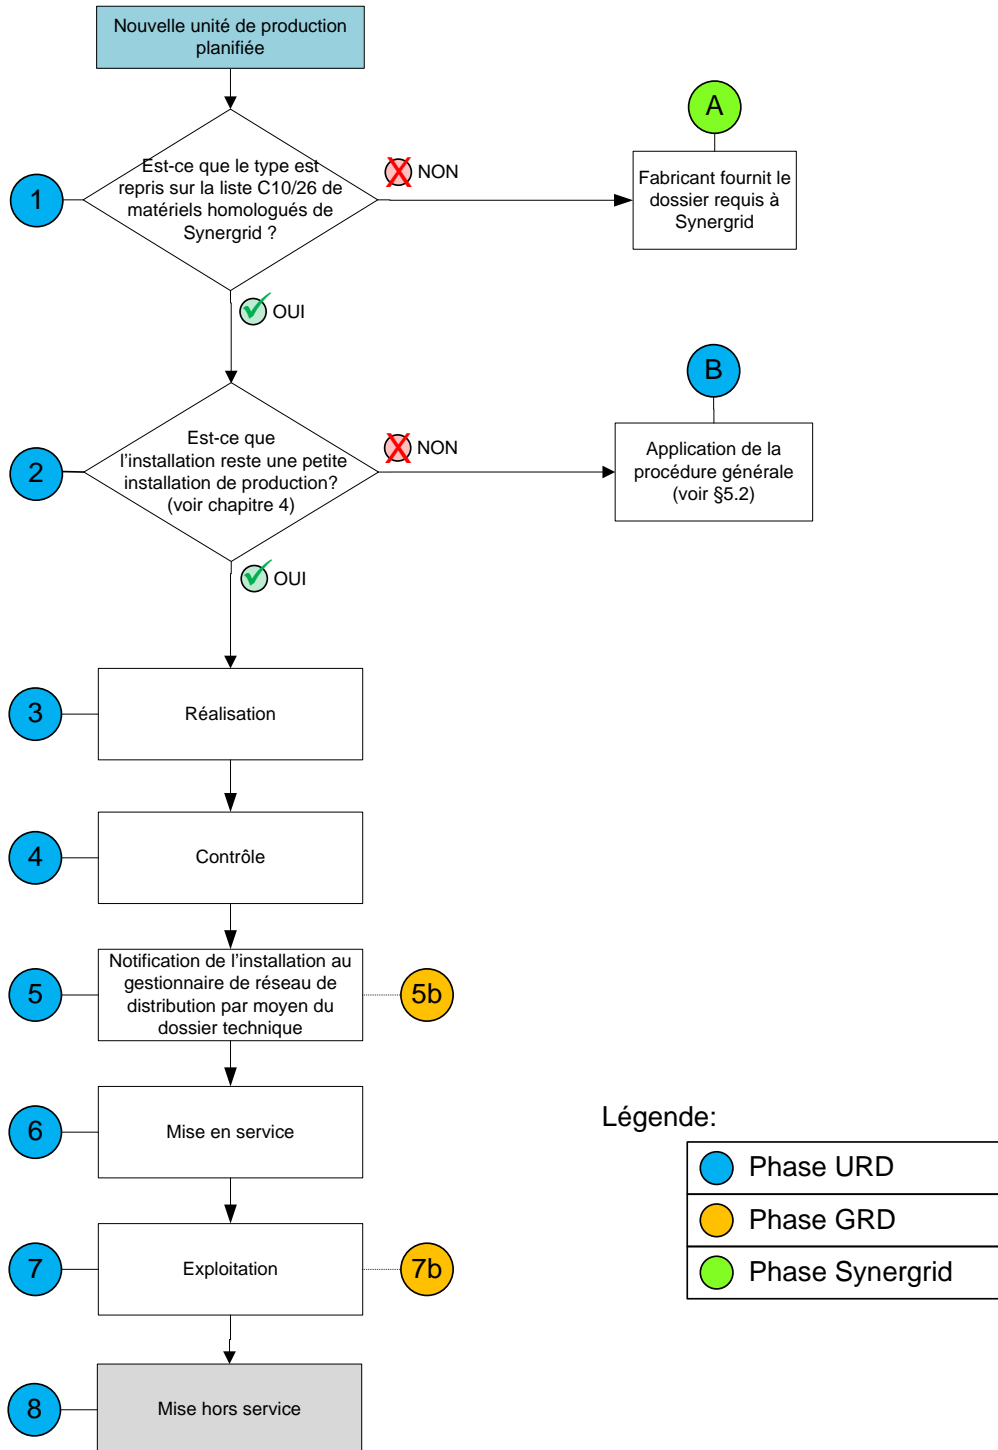 Nouvelle unité de production
planifiée
A
Est-ce que le type est
repris sur la liste C10/26 de
matériels homologués de
Synergrid ?
NON
1
Fabricant fournit le
dossier requis à
Synergrid
OUI
B
Est-ce que
l’installation reste une petite
installation de production?
(voir chapitre 4)
NON
2
Application de la
procédure générale
(voir §5.2)
OUI
3
Réalisation
4
Contrôle
5
Notification de l’installation au
gestionnaire de réseau de
distribution par moyen du
dossier technique
5b
6
Mise en service
Légende:
Phase URD
Phase GRD
Phase Synergrid
7
Exploitation
7b
8
Mise hors service